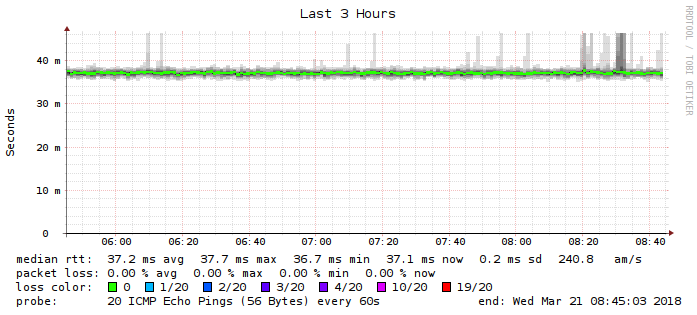 Last 3 Hours
RRDTOOL / TOBI OETIKER
Seconds
40 m
30 m
20 m
10 m
0
06:00 06:20 06:40 07:00 07:20 07:40 08:00 08:20 08:40
median rtt: 37.2 ms avg 37.7 ms max 36.7 ms min 37.1 ms now 0.2 ms sd 240.8 am/s
packet loss: 0.00 % avg 0.00 % max 0.00 % min 0.00 % now
loss color: 0 1/20 2/20 3/20 4/20 10/20 19/20
probe: 20 ICMP Echo Pings (56 Bytes) every 60s end: Wed Mar 21 08:45:03 2018